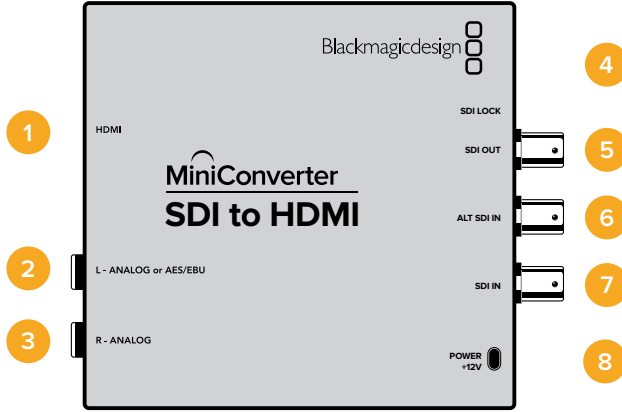 Blackmagicdesign
4
SDI LOCK
1
HDMI
SDI OUT
5
MiniConverter
SDI to HDMI
ALT SDI IN
6
2
L - ANALOG or AES/EBU
SDI IN
7
3
R - ANALOG
POWER
+12V
8